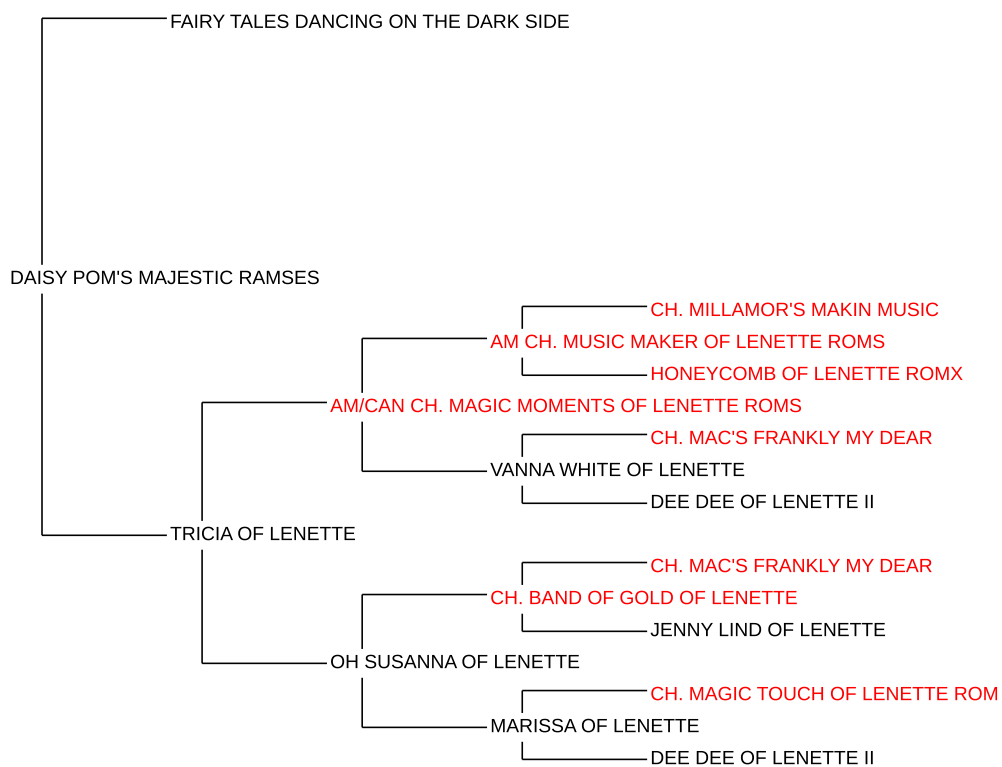 FAIRY TALES DANCING ON THE DARK SIDE
DAISY POM'S MAJESTIC RAMSES
CH. MILLAMOR'S MAKIN MUSIC
AM CH. MUSIC MAKER OF LENETTE ROMS
HONEYCOMB OF LENETTE ROMX
AM/CAN CH. MAGIC MOMENTS OF LENETTE ROMS
CH. MAC'S FRANKLY MY DEAR
VANNA WHITE OF LENETTE
DEE DEE OF LENETTE II
TRICIA OF LENETTE
CH. MAC'S FRANKLY MY DEAR
CH. BAND OF GOLD OF LENETTE
JENNY LIND OF LENETTE
OH SUSANNA OF LENETTE
CH. MAGIC TOUCH OF LENETTE ROM
MARISSA OF LENETTE
DEE DEE OF LENETTE II